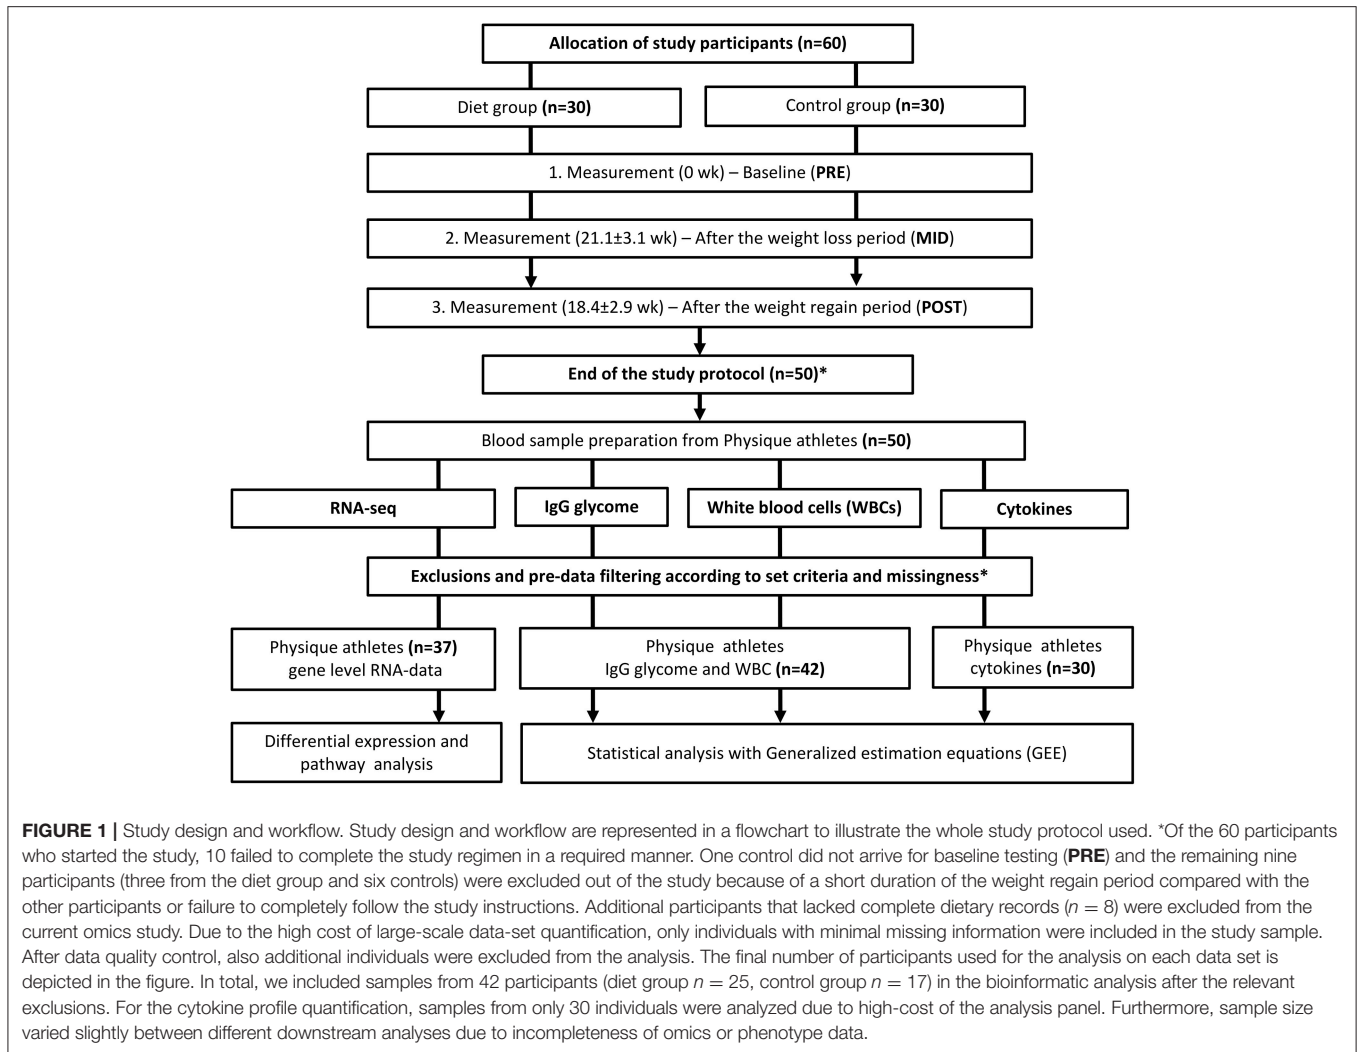 Allocation of study participants (n=60)
Diet group (n=30)
Control group (n=30)
1. Measurement (0 wk) – Baseline (PRE)
2. Measurement (21.1±3.1 wk) – After the weight loss period (MID)
3. Measurement (18.4±2.9 wk) – After the weight regain period (POST)
End of the study protocol (n=50)*
Blood sample preparation from Physique athletes (n=50)
RNA-seq
IgG glycome
White blood cells (WBCs)
Cytokines
Exclusions and pre-data filtering according to set criteria and missingness*
Physique athletes (n=37)
gene level RNA-data
Physique athletes
IgG glycome and WBC (n=42)
Physique athletes
cytokines (n=30)
Differential expression and
pathway analysis
Statistical analysis with Generalized estimation equations (GEE)
FIGURE 1 | Study design and workflow. Study design and workflow are represented in a flowchart to illustrate the whole study protocol used. *Of the 60 participants
who started the study, 10 failed to complete the study regimen in a required manner. One control did not arrive for baseline testing (PRE) and the remaining nine
participants (three from the diet group and six controls) were excluded out of the study because of a short duration of the weight regain period compared with the
other participants or failure to completely follow the study instructions. Additional participants that lacked complete dietary records (n = 8) were excluded from the
current omics study. Due to the high cost of large-scale data-set quantification, only individuals with minimal missing information were included in the study sample.
After data quality control, also additional individuals were excluded from the analysis. The final number of participants used for the analysis on each data set is
depicted in the figure. In total, we included samples from 42 participants (diet group n = 25, control group n = 17) in the bioinformatic analysis after the relevant
exclusions. For the cytokine profile quantification, samples from only 30 individuals were analyzed due to high-cost of the analysis panel. Furthermore, sample size
varied slightly between different downstream analyses due to incompleteness of omics or phenotype data.